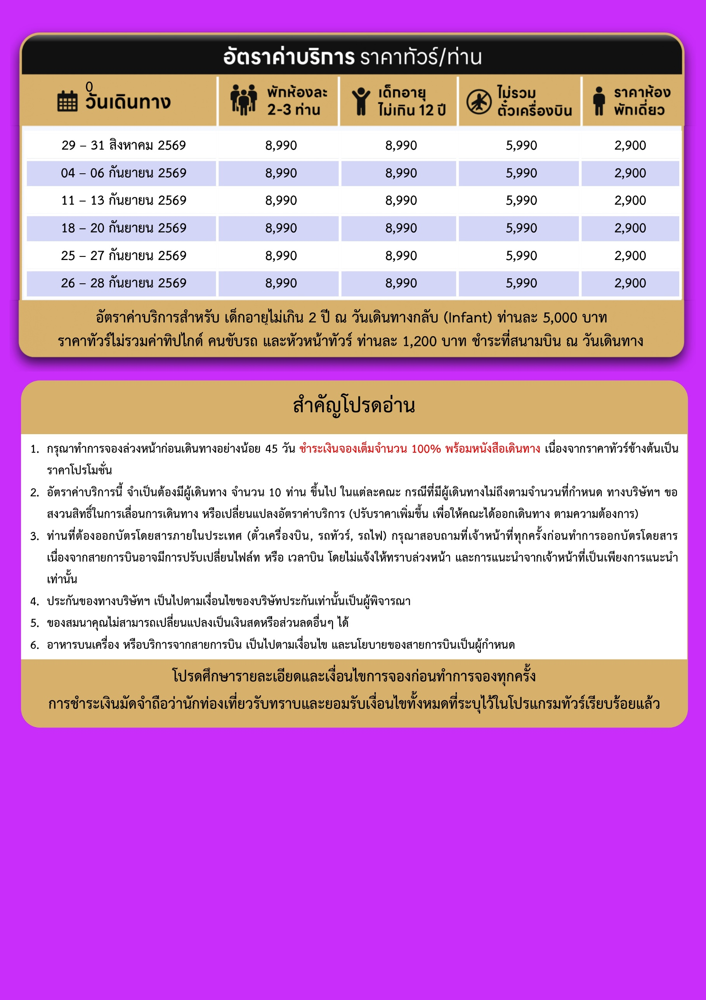 อัตราค่าบริการ ราคาทัวร์/ท่าน
0
วันเดินทาง พักห้องละ 2-3 ท่าน เด็กอายุ ไม่เกิน 12 ปี ไม่รวม ตั๋วเครื่องบิน ราคาห้อง พักเดี่ยว
29 – 31 สิงหาคม 2569 8,990 8,990 5,990 2,900
04 – 06 กันยายน 2569 8,990 8,990 5,990 2,900
11 – 13 กันยายน 2569 8,990 8,990 5,990 2,900
18 – 20 กันยายน 2569 8,990 8,990 5,990 2,900
25 – 27 กันยายน 2569 8,990 8,990 5,990 2,900
26 – 28 กันยายน 2569 8,990 8,990 5,990 2,900
อัตราค่าบริการสำหรับ เด็กอายุไม่เกิน 2 ปี ณ วันเดินทางกลับ (Infant) ท่านละ 5,000 บาท
ราคาทัวร์ไม่รวมค่าทิปไกด์ คนขับรถ และหัวหน้าทัวร์ ท่านละ 1,200 บาท ชำระที่สนามบิน ณ วันเดินทาง
สำคัญโปรดอ่าน
1. กรุณาทำการจองล่วงหน้าก่อนเดินทางอย่างน้อย 45 วัน ชำระเงินจองเต็มจำนวน 100% พร้อมหนังสือเดินทาง เนื่องจากราคาทัวร์ข้างต้นเป็น
ราคาโปรโมชั่น
2. อัตราค่าบริการนี้ จำเป็นต้องมีผู้เดินทาง จำนวน 10 ท่าน ขึ้นไป ในแต่ละคณะ กรณีที่มีผู้เดินทางไม่ถึงตามจำนวนที่กำหนด ทางบริษัทฯ ขอ
สงวนสิทธิ์ในการเลื่อนการเดินทาง หรือเปลี่ยนแปลงอัตราค่าบริการ (ปรับราคาเพิ่มขึ้น เพื่อให้คณะได้ออกเดินทาง ตามความต้องการ)
3. ท่านที่ต้องออกบัตรโดยสารภายในประเทศ (ตั๋วเครื่องบิน, รถทัวร์, รถไฟ) กรุณาสอบถามที่เจ้าหน้าที่ทุกครั้งก่อนทำการออกบัตรโดยสาร
เนื่องจากสายการบินอาจมีการปรับเปลี่ยนไฟล์ท หรือ เวลาบิน โดยไม่แจ้งให้ทราบล่วงหน้า และการแนะนำจากเจ้าหน้าที่เป็นเพียงการแนะนำ
เท่านั้น
4. ประกันของทางบริษัทฯ เป็นไปตามเงื่อนไขของบริษัทประกันเท่านั้นเป็นผู้พิจารณา
5. ของสมนาคุณไม่สามารถเปลี่ยนแปลงเป็นเงินสดหรือส่วนลดอื่นๆ ได้
6. อาหารบนเครื่อง หรือบริการจากสายการบิน เป็นไปตามเงื่อนไข และนโยบายของสายการบินเป็นผู้กำหนด
โปรดศึกษารายละเอียดและเงื่อนไขการจองก่อนทำการจองทุกครั้ง
การชำระเงินมัดจำถือว่านักท่องเที่ยวรับทราบและยอมรับเงื่อนไขทั้งหมดที่ระบุไว้ในโปรแกรมทัวร์เรียบร้อยแล้ว